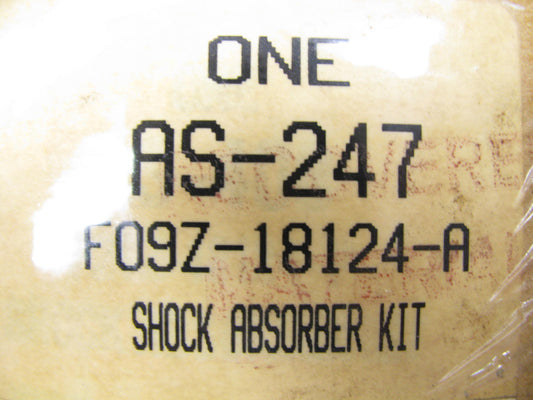 ONE
AS-247
F09Z-18124-A
SHOCK ABSORBER KIT